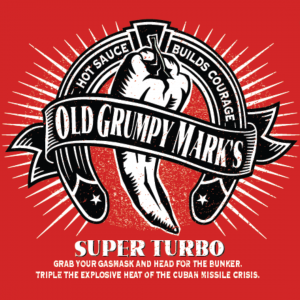 HOT SAUCE BUILDS COURAGE
OLD GRUMPY MARK'S
SUPER TURBO
GRAB YOUR GASMASK AND HEAD FOR THE BUNKER.
TRIPLE THE EXPLOSIVE HEAT OF THE CUBAN MISSILE CRISIS.